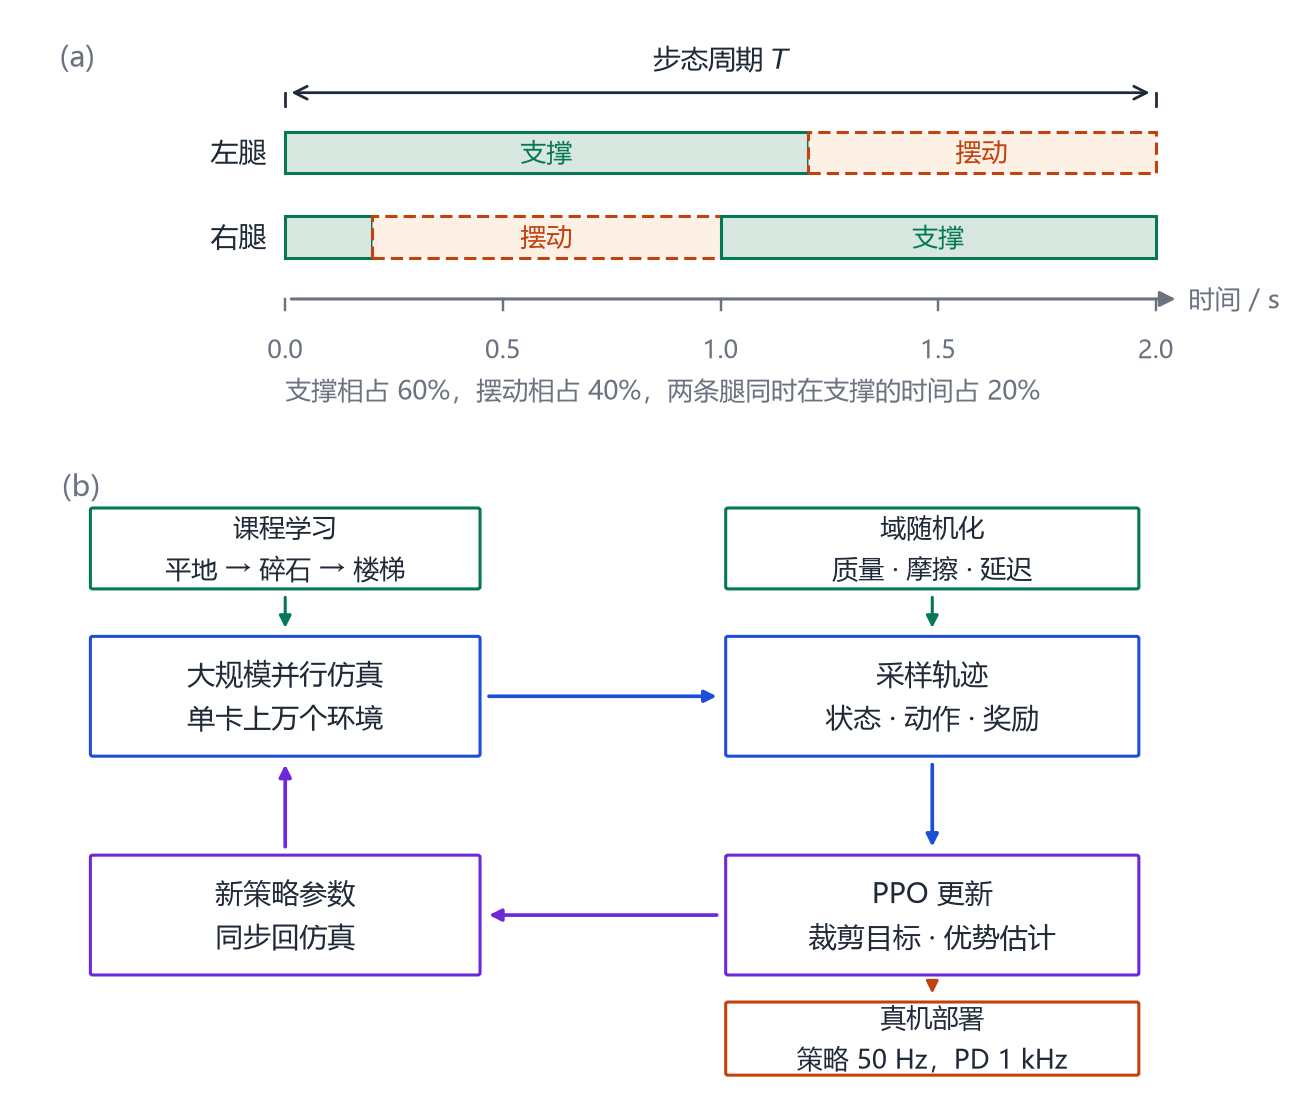 (a)
步态周期 T
左腿
支撑
摆动
右腿
摆动
支撑
时间 / s
0.0
0.5
1.0
1.5
2.0
支撑相占 60%，摆动相占 40%，两条腿同时在支撑的时间占 20%
(b)
课程学习
平地 → 碎石 → 楼梯
域随机化
质量 · 摩擦 · 延迟
大规模并行仿真
单卡上万个环境
采样轨迹
状态 · 动作 · 奖励
新策略参数
同步回仿真
PPO 更新
裁剪目标 · 优势估计
真机部署
策略 50 Hz，PD 1 kHz